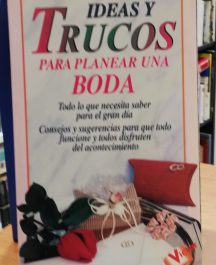 IDEAS Y
TRUCOS
PARA PLANEAR UNA
BODA
Todo lo que necesita saber
para el gran día
Consejos y sugerencias para que todo
funcione y todos disfruten
del acontecimiento